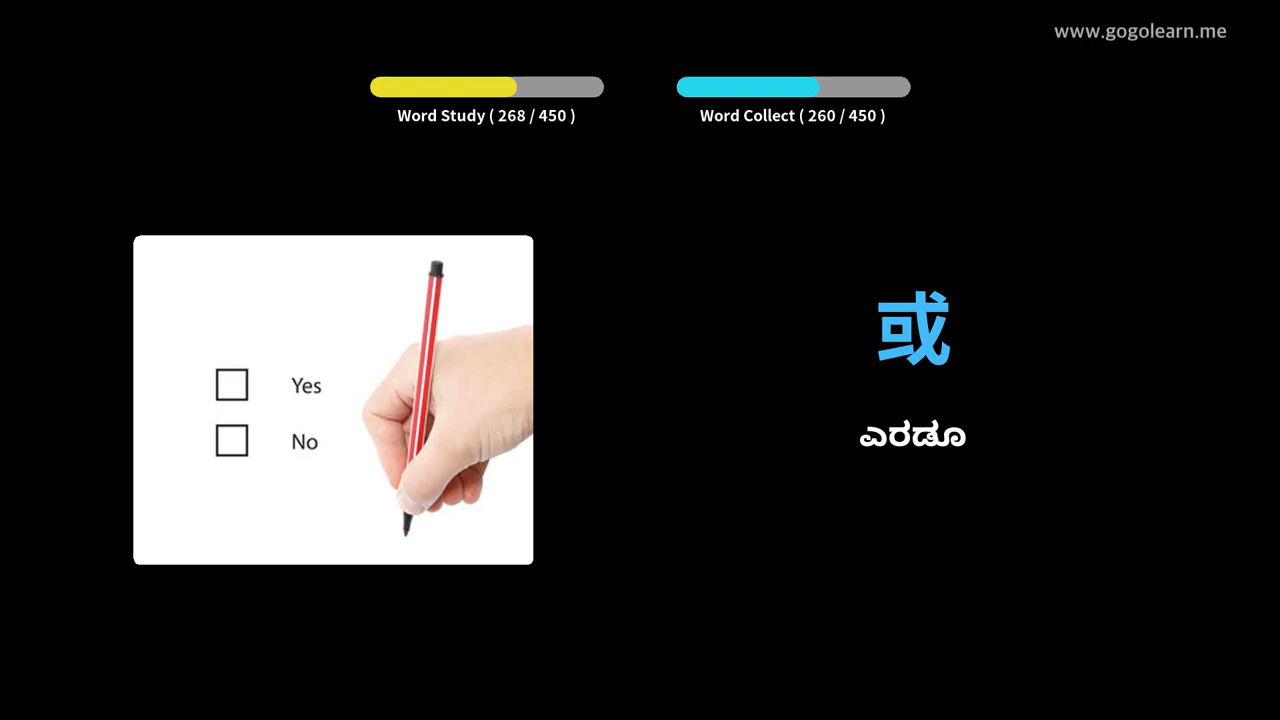 www.gogolearn.me
Word Study ( 268 / 450 )
Word Collect ( 260 / 450 )
或
ಎರಡೂ
Yes
No